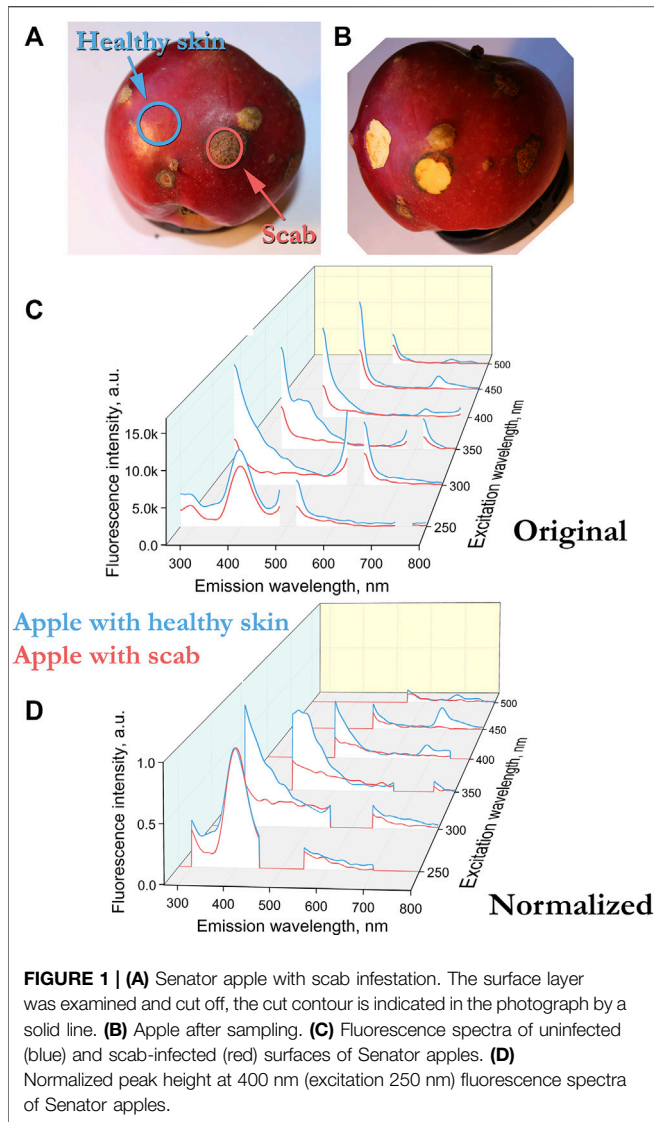 A
Healthy skin
Scab
B
C
Fluorescence intensity, a.u.
15.0k
10.0k
5.0k
0.0
300 400 500 600 700 800
Emission wavelength, nm
500
450
400
350
300
250
Excitation wavelength, nm
Original
Apple with healthy skin
Apple with scab
D
Fluorescence intensity, a.u.
1.0
0.5
0.0
300 400 500 600 700 800
Emission wavelength, nm
500
450
400
350
300
250
Excitation wavelength, nm
Normalized
FIGURE 1 | (A) Senator apple with scab infestation. The surface layer
was examined and cut off, the cut contour is indicated in the photograph by a
solid line. (B) Apple after sampling. (C) Fluorescence spectra of uninfected
(blue) and scab-infected (red) surfaces of Senator apples. (D)
Normalized peak height at 400 nm (excitation 250 nm) fluorescence spectra
of Senator apples.